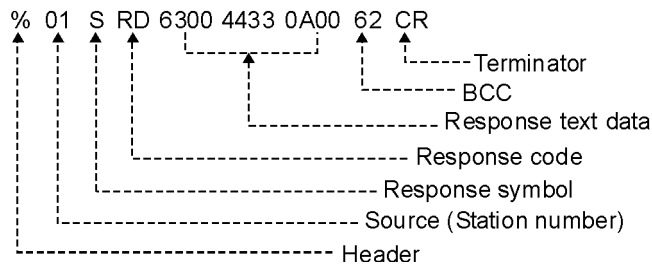 % 01 S RD 6300 4433 0A00 62 CR
Terminator
BCC
Response text data
Response code
Response symbol
Source (Station number)
Header